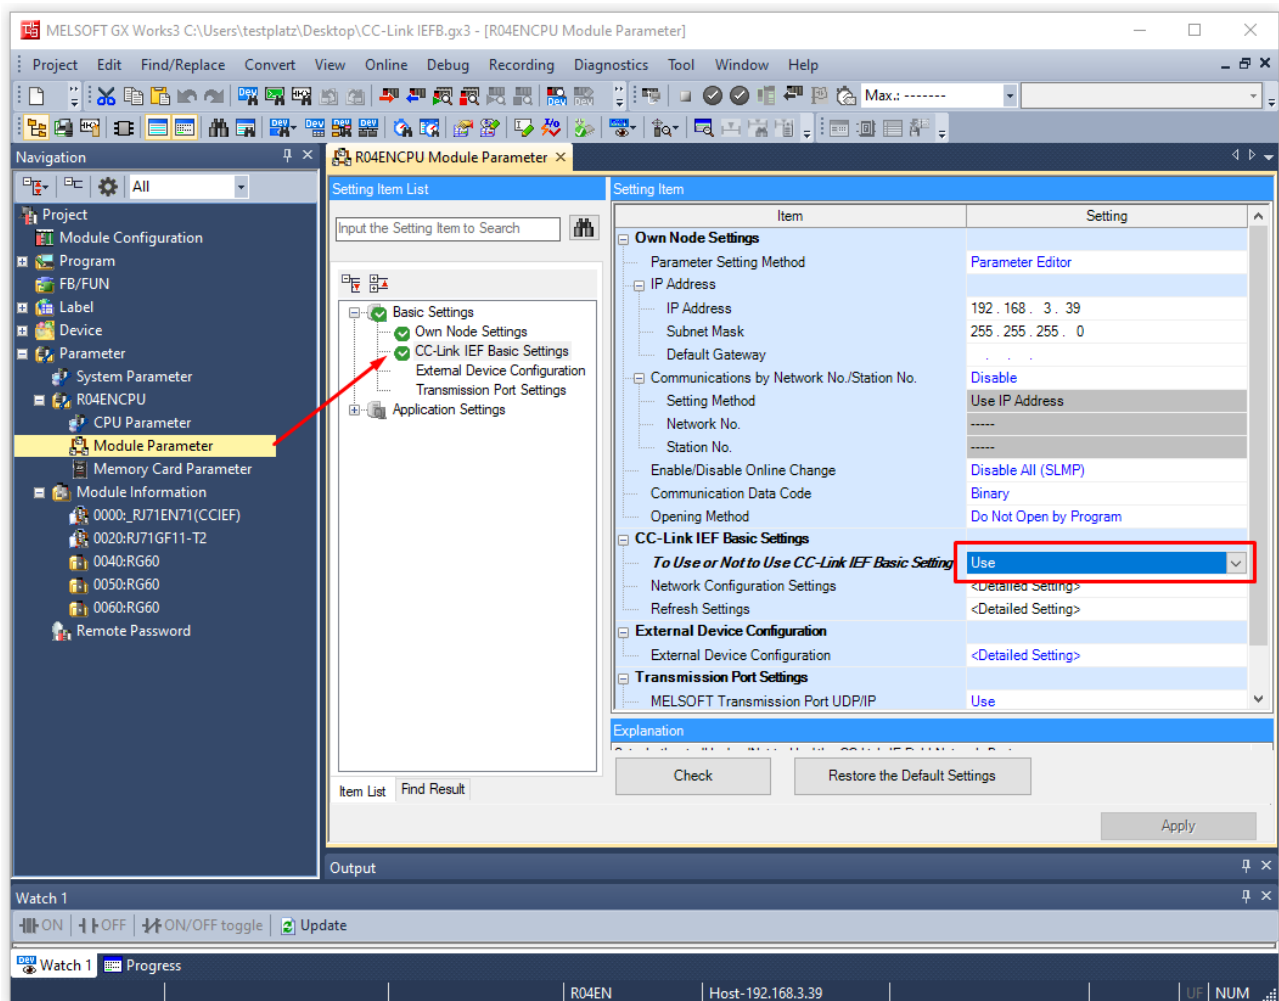 MELSOFT GX Works3 C:\Users\testplatz\Desktop\CC-Link IEFB.gx3 - [R04ENCPU Module Parameter]
Project Edit Find/Replace Convert View Online Debug Recording Diagnostics Tool Window Help
Max.: -------
Navigation
All
Project
Module Configuration
Program
FB/FUN
Label
Device
Parameter
System Parameter
R04ENCPU
CPU Parameter
Module Parameter
Memory Card Parameter
Module Information
0000:_RJ71EN71(CCIEF)
0020:RJ71GF11-T2
0040:RG60
0050:RG60
0060:RG60
Remote Password
R04ENCPU Module Parameter
Setting Item List
Input the Setting Item to Search
Basic Settings
Own Node Settings
CC-Link IEF Basic Settings
External Device Configuration
Transmission Port Settings
Application Settings
Item List Find Result
Setting Item
Item Setting
Own Node Settings
Parameter Setting Method Parameter Editor
IP Address
IP Address 192 . 168 . 3 . 39
Subnet Mask 255 . 255 . 255 . 0
Default Gateway . . .
Communications by Network No./Station No. Disable
Setting Method Use IP Address
Network No. -----
Station No. -----
Enable/Disable Online Change Disable All (SLMP)
Communication Data Code Binary
Opening Method Do Not Open by Program
CC-Link IEF Basic Settings
To Use or Not to Use CC-Link IEF Basic Setting Use
Network Configuration Settings <Detailed Setting>
Refresh Settings <Detailed Setting>
External Device Configuration
External Device Configuration <Detailed Setting>
Transmission Port Settings
MELSOFT Transmission Port UDP/IP Use
Explanation
Check Restore the Default Settings
Apply
Output
Watch 1
ON OFF ON/OFF toggle Update
Watch 1 Progress
R04EN Host-192.168.3.39 UF NUM